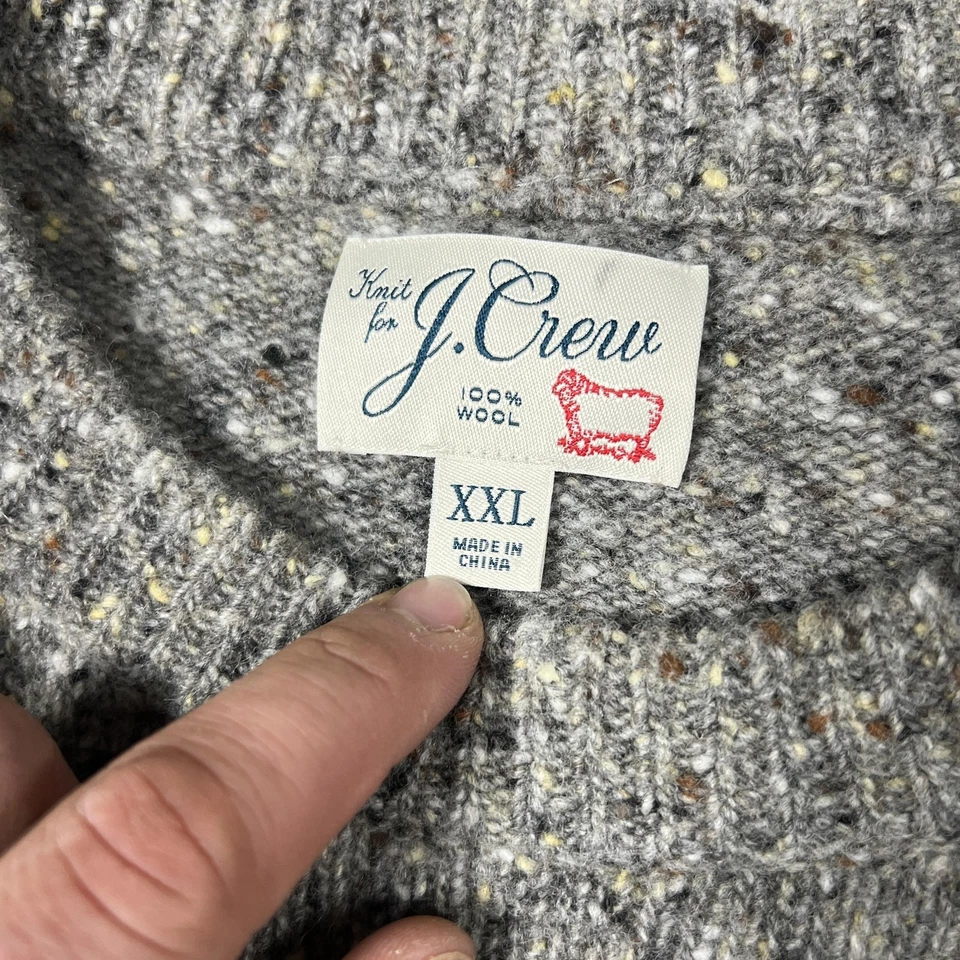 Knit
for J.Crew
100%
WOOL
XXL
MADE IN
CHINA